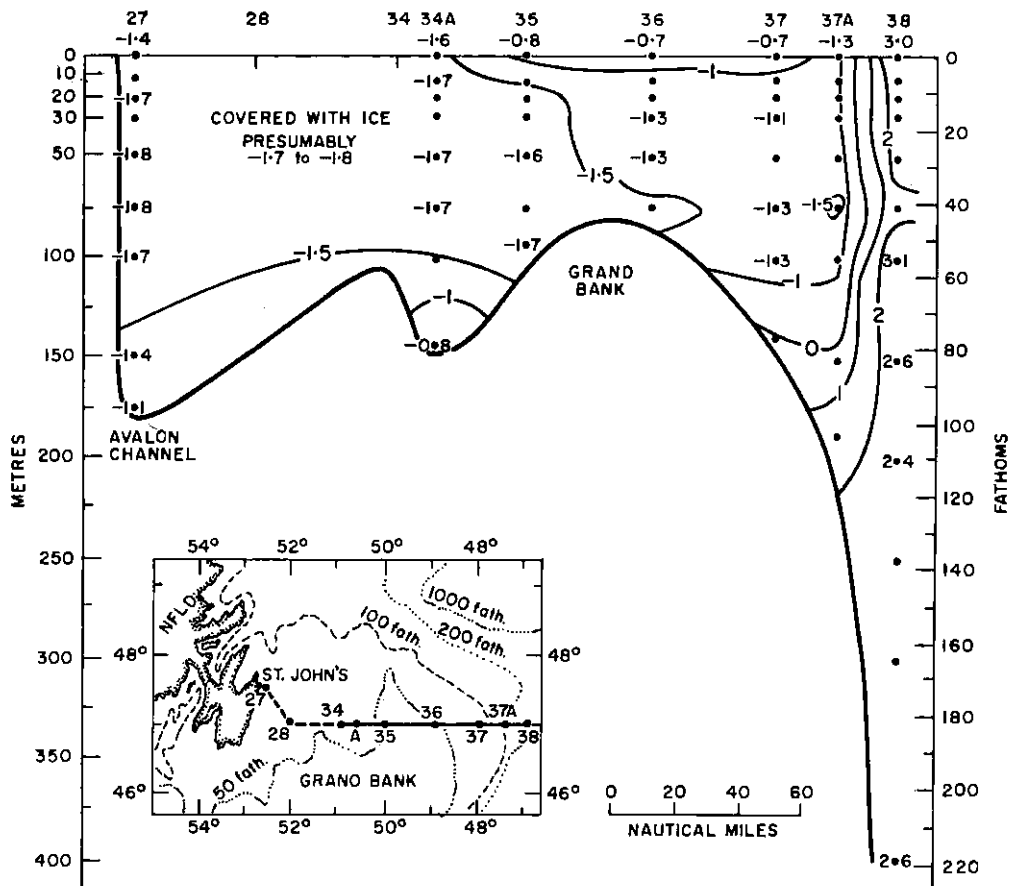 27 28 34 34A 35 36 37 37A 38
-1·4 -1·6 -0·8 -0·7 -0·7 -1·3 3·0
0 -1 0
10 -1·7
20 -1·7
30 COVERED WITH ICE -1·3 -1·1 20
PRESUMABLY 2
50 -1·8 -1·7 to -1·8 -1·7 -1·6 -1·3
-1.5
-1·8 -1·7 -1·3 -1.5 40
-1·7
100 -1·7 -1·5 -1·3 3·1
GRAND -1 60
BANK
-1 2
-0·8 0
150 -1·4 2·6 80
1
-1·1 100
AVALON
CHANNEL
METRES
FATHOMS
200 2·4
120
250 140
300 160
180
350
200
400 2·6 220
54° 52° 50° 48°
NFLD.
1000 fath.
100 fath.
200 fath.
48° 48°
ST. JOHN'S
27
34 36 37A
28 A 35 37 38
50 fath.
GRAND BANK
46° 46°
54° 52° 50° 48°
0 20 40 60
NAUTICAL MILES